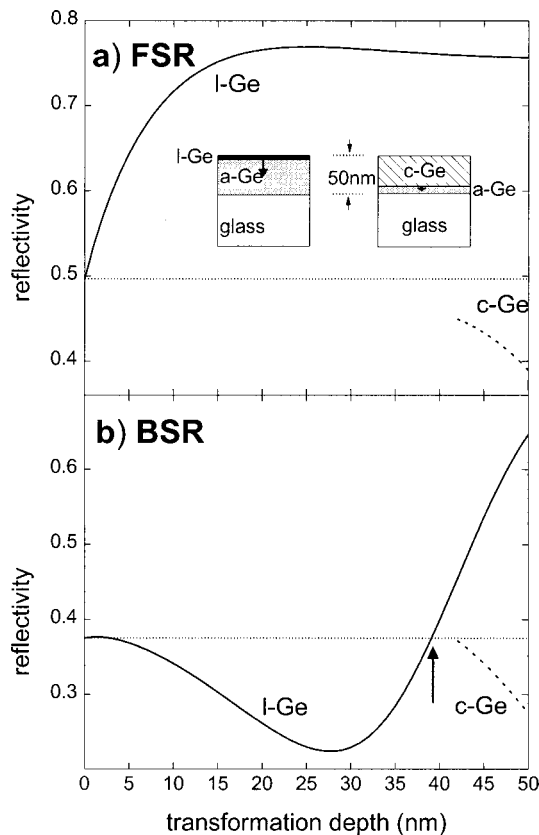 0.8
a) FSR
l-Ge
0.7
l-Ge
a-Ge
glass
50nm
c-Ge
a-Ge
glass
0.6
0.5
0.4
reflectivity
c-Ge
b) BSR
0.6
0.5
0.4
0.3
reflectivity
l-Ge
c-Ge
0 5 10 15 20 25 30 35 40 45 50
transformation depth (nm)